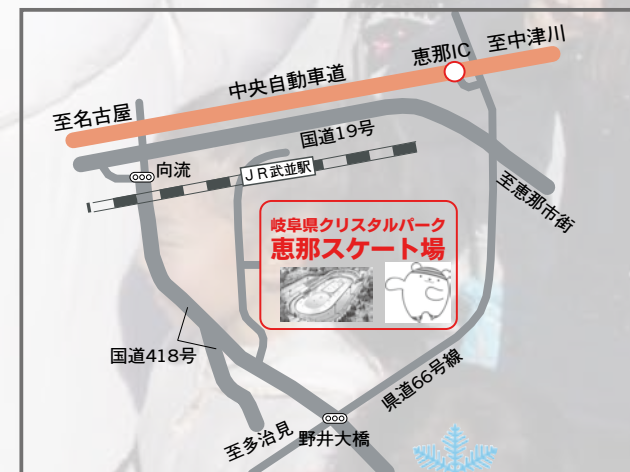 恵那IC
至中津川
中央自動車道
至名古屋
国道19号
向流
JR武並駅
至恵那市街
岐阜県クリスタルパーク
恵那スケート場
国道418号
県道66号線
至多治見
野井大橋